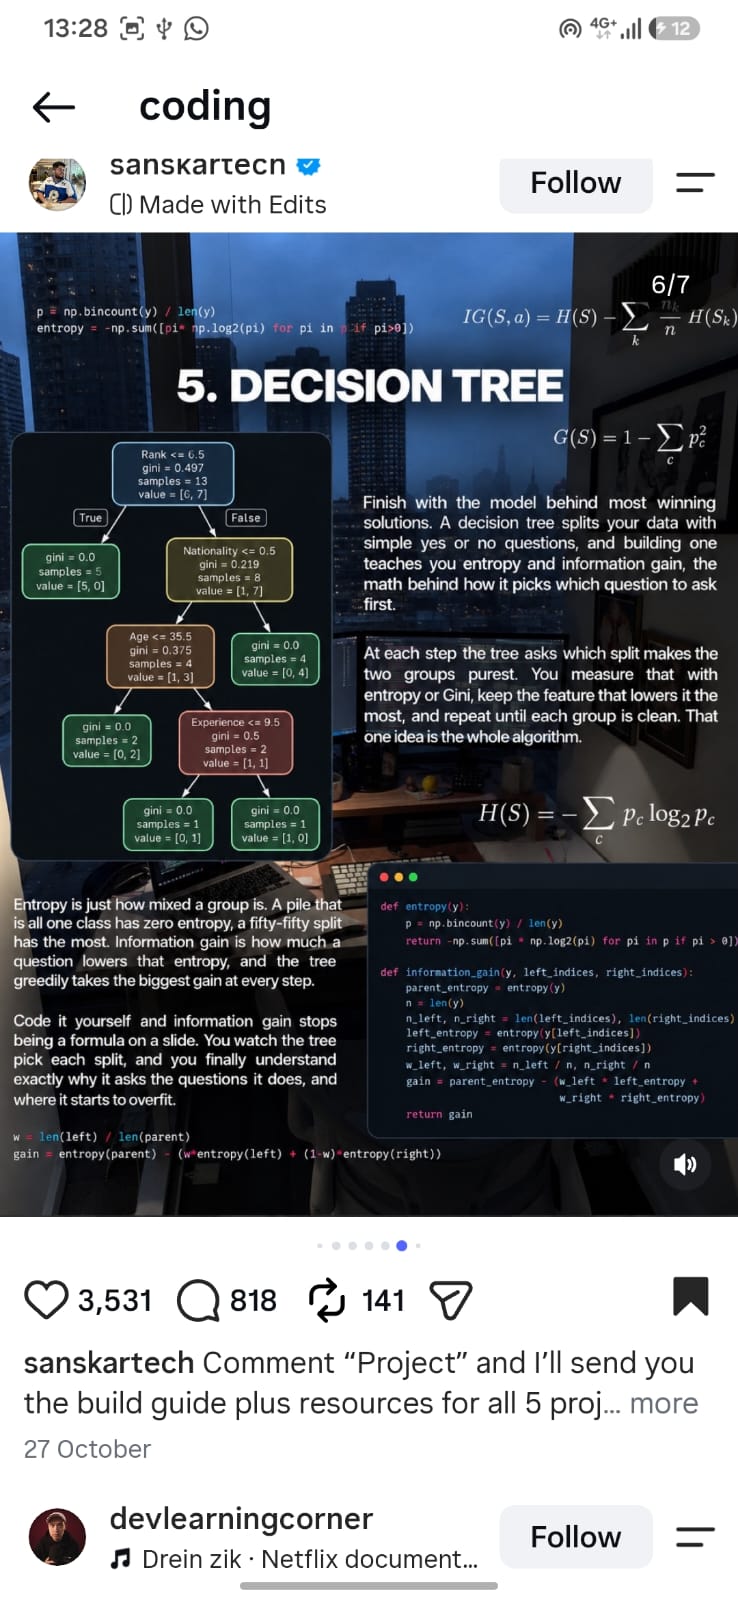 13:28
4G+
12
coding
sanskartech
Made with Edits
Follow
6/7
p = np.bincount(y) / len(y)
entropy = -np.sum([pi* np.log2(pi) for pi in p if pi>0])
IG(S, a) = H(S) − ∑ₖ nₖ/n H(Sₖ)
5. DECISION TREE
G(S) = 1 − ∑ p_c²
c
Rank <= 6.5
gini = 0.497
samples = 13
value = [6, 7]
True
False
gini = 0.0
samples = 5
value = [5, 0]
Nationality <= 0.5
gini = 0.219
samples = 8
value = [1, 7]
Age <= 35.5
gini = 0.375
samples = 4
value = [1, 3]
gini = 0.0
samples = 4
value = [0, 4]
gini = 0.0
samples = 2
value = [0, 2]
Experience <= 9.5
gini = 0.5
samples = 2
value = [1, 1]
gini = 0.0
samples = 1
value = [0, 1]
gini = 0.0
samples = 1
value = [1, 0]
Finish with the model behind most winning
solutions. A decision tree splits your data with
simple yes or no questions, and building one
teaches you entropy and information gain, the
math behind how it picks which question to ask
first.
At each step the tree asks which split makes the
two groups purest. You measure that with
entropy or Gini, keep the feature that lowers it the
most, and repeat until each group is clean. That
one idea is the whole algorithm.
H(S) = − ∑ p_c log₂ p_c
c
Entropy is just how mixed a group is. A pile that
is all one class has zero entropy, a fifty-fifty split
has the most. Information gain is how much a
question lowers that entropy, and the tree
greedily takes the biggest gain at every step.
Code it yourself and information gain stops
being a formula on a slide. You watch the tree
pick each split, and you finally understand
exactly why it asks the questions it does, and
where it starts to overfit.
w = len(left) / len(parent)
gain = entropy(parent) - (w*entropy(left) + (1-w)*entropy(right))
def entropy(y):
p = np.bincount(y) / len(y)
return -np.sum([pi * np.log2(pi) for pi in p if pi > 0])
def information_gain(y, left_indices, right_indices):
parent_entropy = entropy(y)
n = len(y)
n_left, n_right = len(left_indices), len(right_indices)
left_entropy = entropy(y[left_indices])
right_entropy = entropy(y[right_indices])
w_left, w_right = n_left / n, n_right / n
gain = parent_entropy - (w_left * left_entropy +
w_right * right_entropy)
return gain
3,531
818
141
sanskartech Comment “Project” and I’ll send you
the build guide plus resources for all 5 proj... more
27 October
devlearningcorner
Drein zik · Netflix document...
Follow